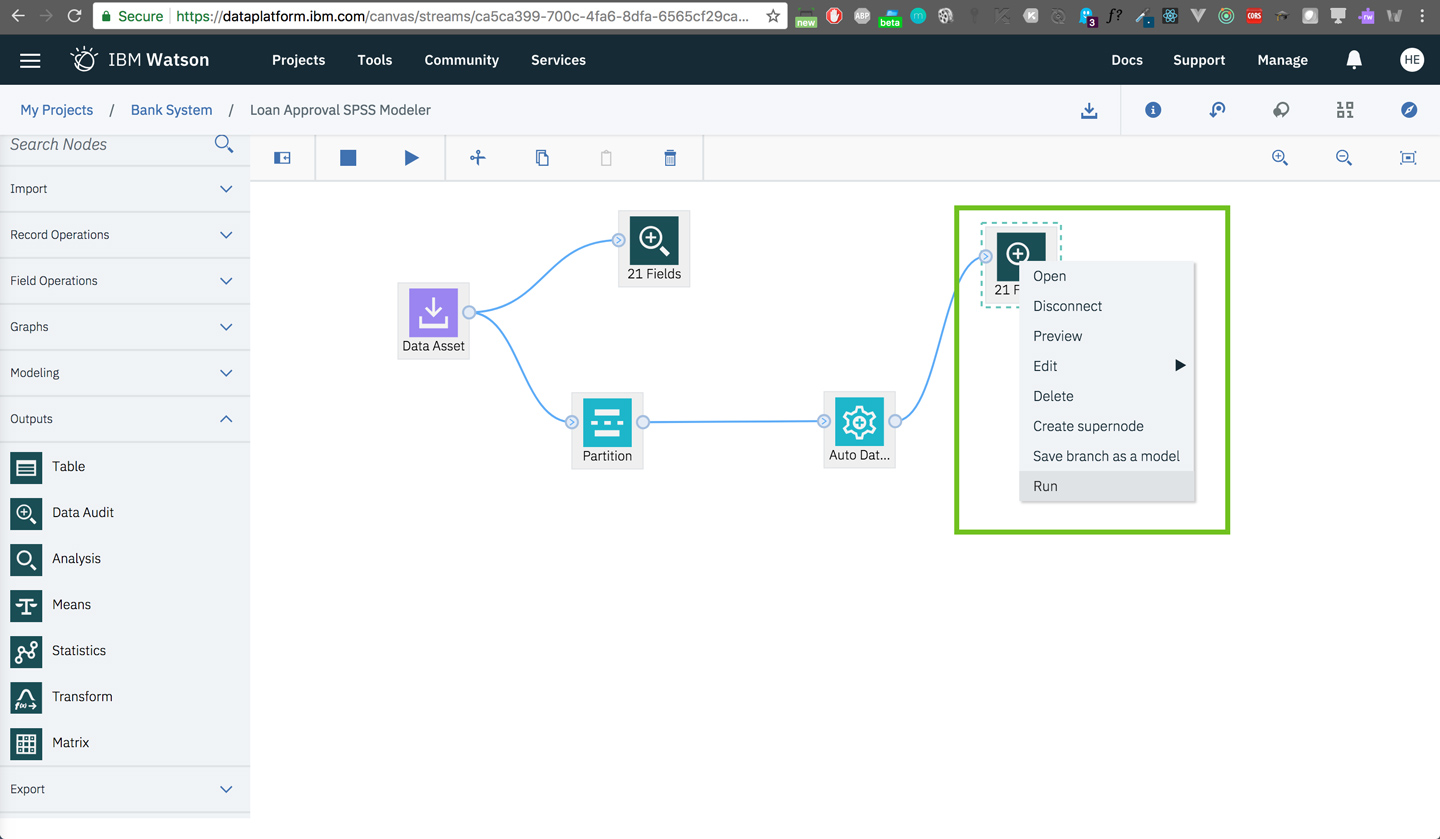 Secure
https://dataplatform.ibm.com/canvas/streams/ca5ca399-700c-4fa6-8dfa-6565cf29ca...
new
ABP
beta
m
K
3
f?
CORS
rw
IBM Watson
Projects
Tools
Community
Services
Docs
Support
Manage
HE
My Projects / Bank System / Loan Approval SPSS Modeler
Search Nodes
Import
Record Operations
Field Operations
Graphs
Modeling
Outputs
Table
Data Audit
Analysis
Means
Statistics
Transform
Matrix
Export
21 Fields
Data Asset
Partition
Auto Dat...
21 F
Open
Disconnect
Preview
Edit
Delete
Create supernode
Save branch as a model
Run